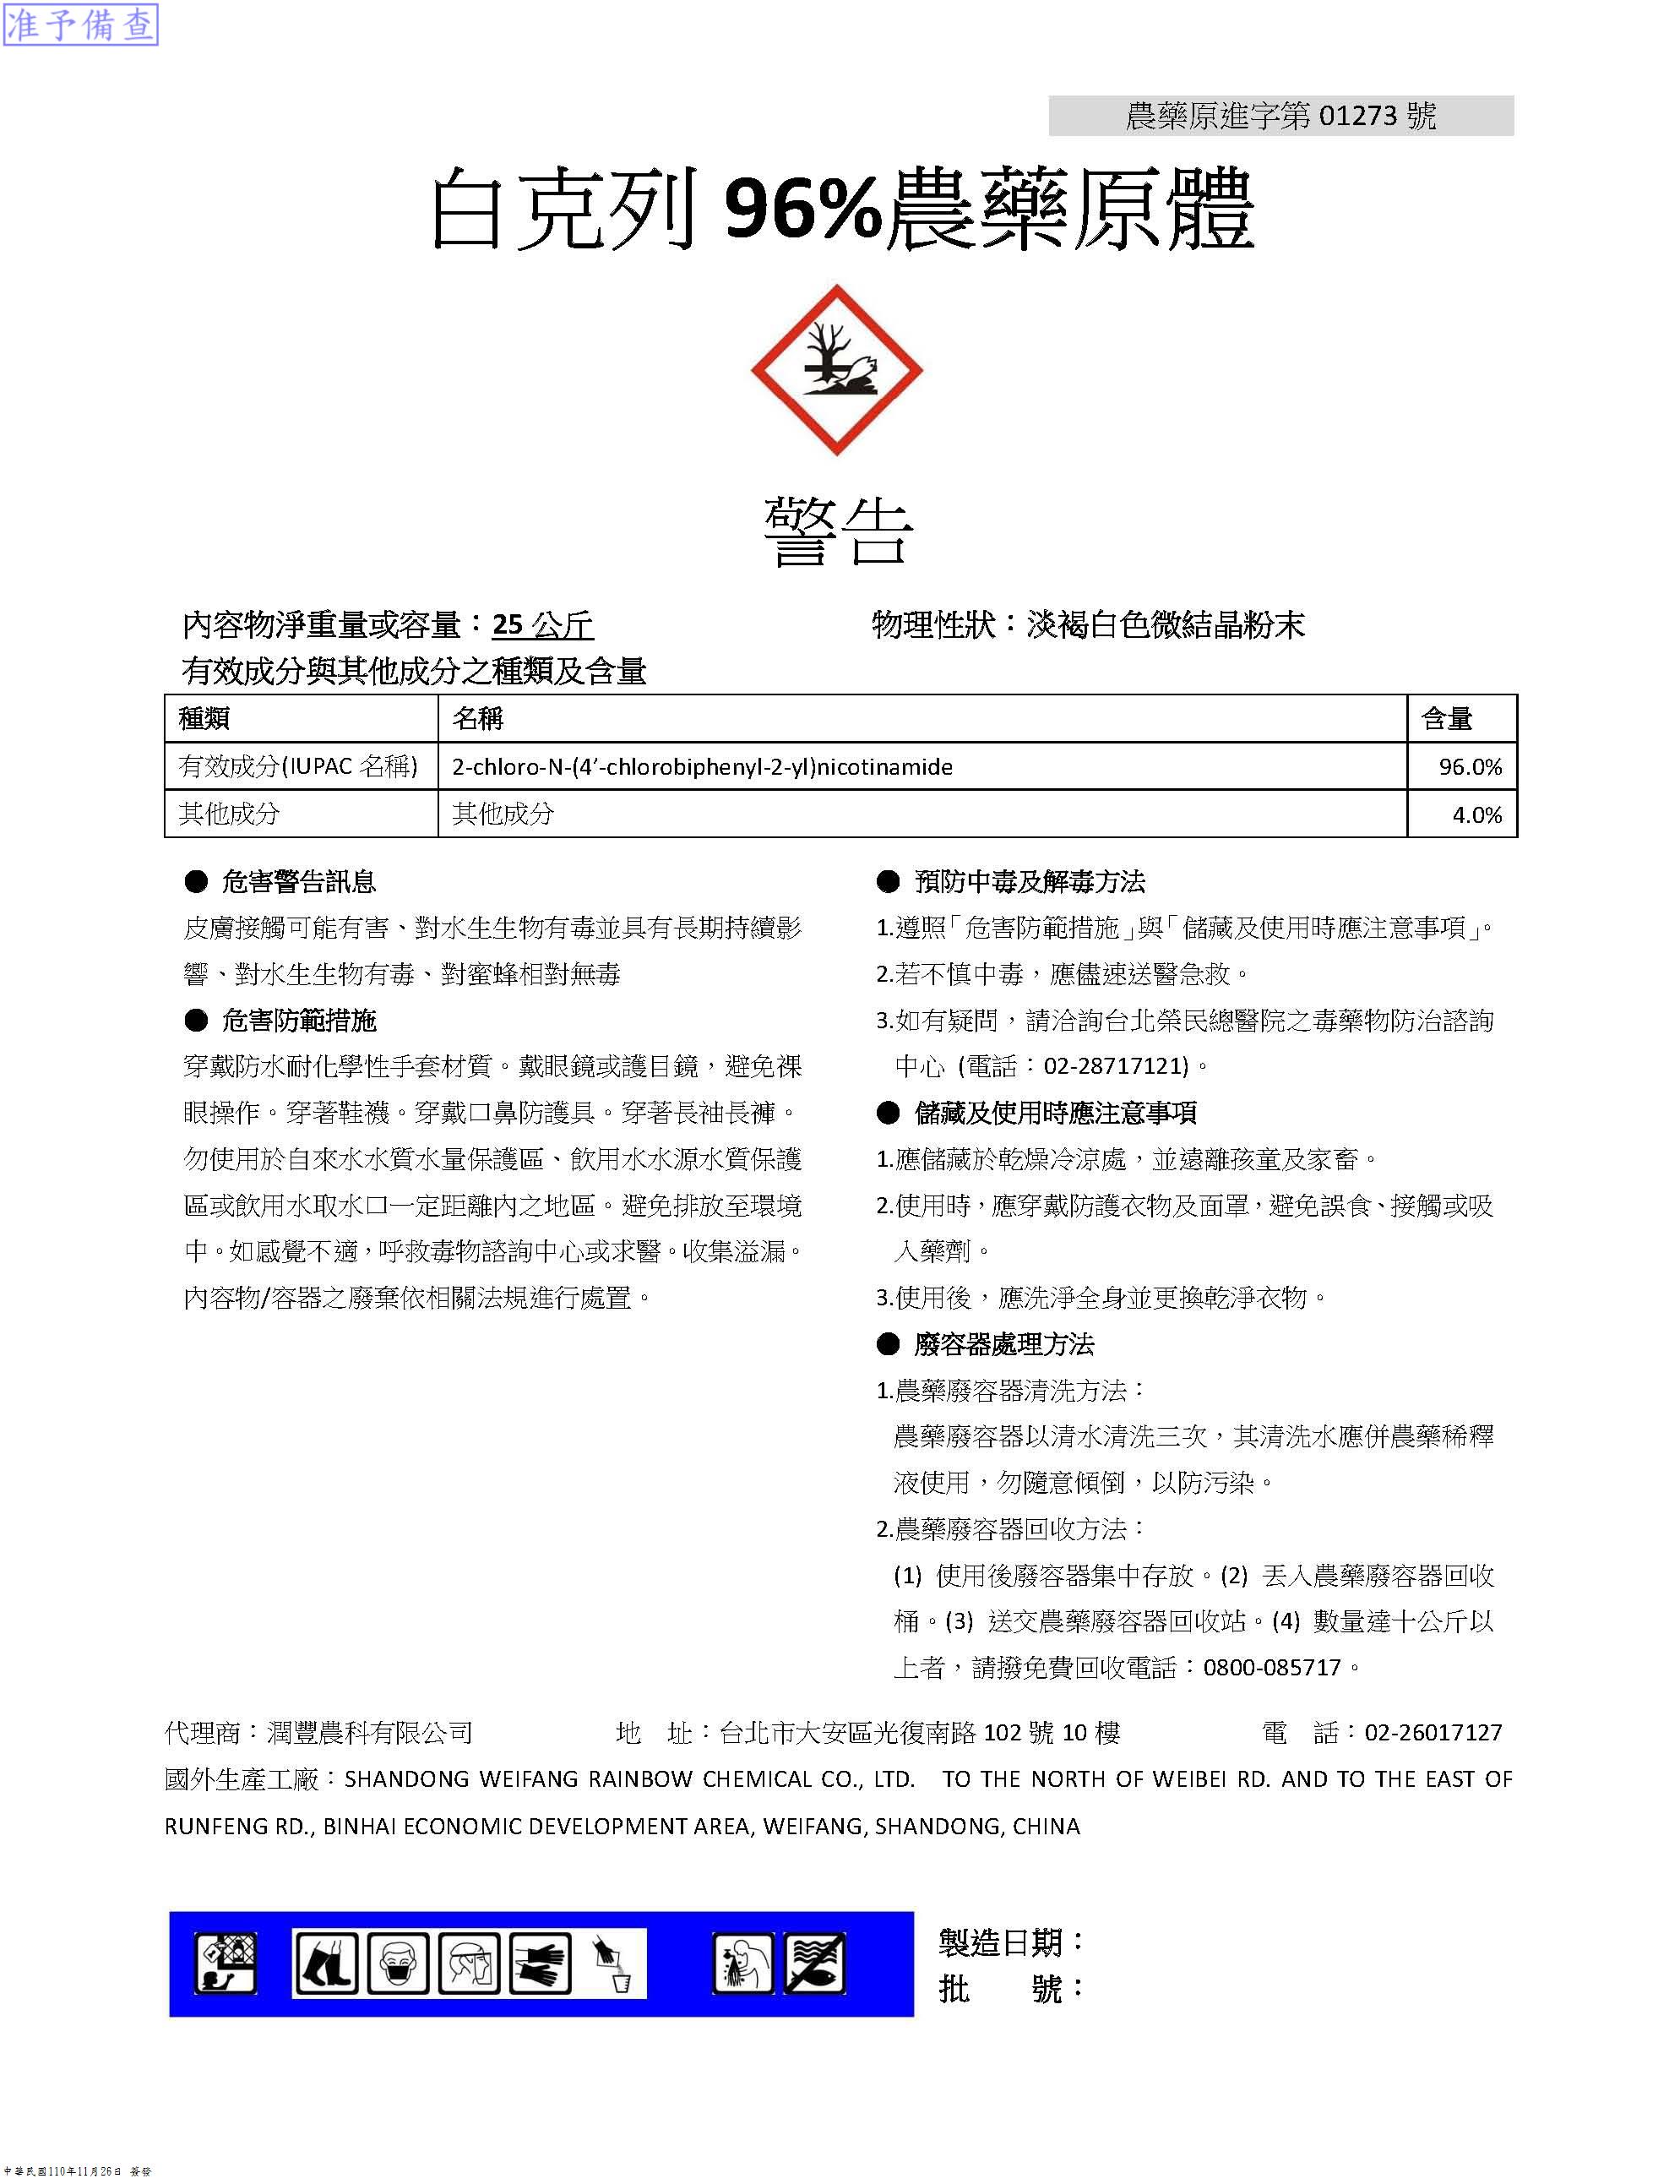 准予備查
農藥原進字第 01273 號
白克列 96%農藥原體
警告
內容物淨重量或容量：25 公斤
物理性狀：淡褐白色微結晶粉末
有效成分與其他成分之種類及含量
種類 名稱 含量
有效成分(IUPAC 名稱) 2-chloro-N-(4’-chlorobiphenyl-2-yl)nicotinamide 96.0%
其他成分 其他成分 4.0%
● 危害警告訊息
皮膚接觸可能有害、對水生生物有毒並具有長期持續影
響、對水生生物有毒、對蜜蜂相對無毒
● 危害防範措施
穿戴防水耐化學性手套材質。戴眼鏡或護目鏡，避免裸
眼操作。穿著鞋襪。穿戴口鼻防護具。穿著長袖長褲。
勿使用於自來水水質水量保護區、飲用水水源水質保護
區或飲用水取水口一定距離內之地區。避免排放至環境
中。如感覺不適，呼救毒物諮詢中心或求醫。收集溢漏。
內容物/容器之廢棄依相關法規進行處置。
● 預防中毒及解毒方法
1.遵照「危害防範措施」與「儲藏及使用時應注意事項」。
2.若不慎中毒，應儘速送醫急救。
3.如有疑問，請洽詢台北榮民總醫院之毒藥物防治諮詢
中心 (電話：02-28717121)。
● 儲藏及使用時應注意事項
1.應儲藏於乾燥冷涼處，並遠離孩童及家畜。
2.使用時，應穿戴防護衣物及面罩，避免誤食、接觸或吸
入藥劑。
3.使用後，應洗淨全身並更換乾淨衣物。
● 廢容器處理方法
1.農藥廢容器清洗方法：
農藥廢容器以清水清洗三次，其清洗水應併農藥稀釋
液使用，勿隨意傾倒，以防污染。
2.農藥廢容器回收方法：
(1) 使用後廢容器集中存放。(2) 丟入農藥廢容器回收
桶。(3) 送交農藥廢容器回收站。(4) 數量達十公斤以
上者，請撥免費回收電話：0800-085717。
代理商：潤豐農科有限公司 地　址：台北市大安區光復南路 102 號 10 樓 電　話：02-26017127
國外生產工廠：SHANDONG WEIFANG RAINBOW CHEMICAL CO., LTD. TO THE NORTH OF WEIBEI RD. AND TO THE EAST OF
RUNFENG RD., BINHAI ECONOMIC DEVELOPMENT AREA, WEIFANG, SHANDONG, CHINA
製造日期：
批　　號：
中華民國110年11月26日 簽發